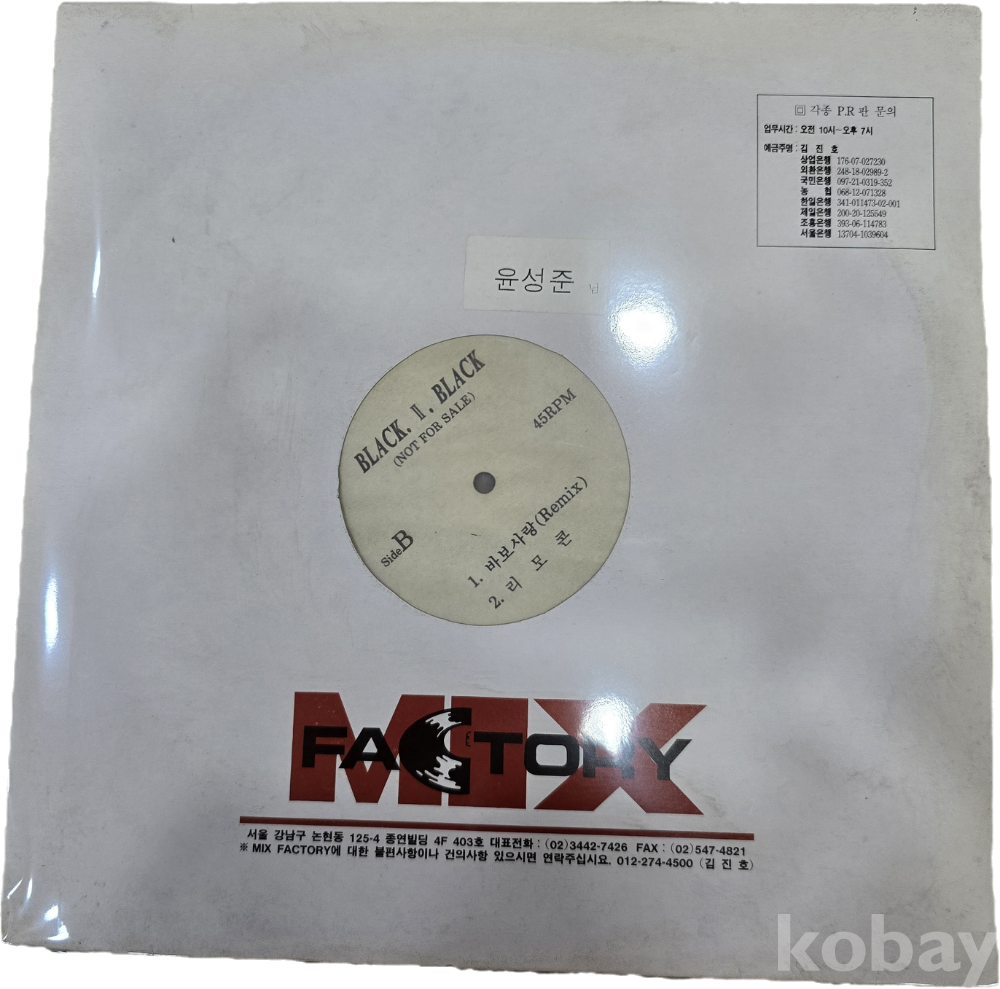 回 각종 P.R판 문의
업무시간 : 오전 10시~오후 7시
예금주명 : 김 진 호
상업은행 176-07-027230
외환은행 248-18-02989-2
국민은행 097-21-0319-352
농 협 068-12-071328
한일은행 341-011473-02-001
제일은행 200-20-125549
조흥은행 393-06-114783
서울은행 13704-1039604
윤성준 님
BLACK. Ⅱ. BLACK
(NOT FOR SALE)
45RPM
Side B
1. 바보사랑(Remix)
2. 리 모 콘
MIX
FACTORY
서울 강남구 논현동 125-4 종연빌딩 4F 403호 대표전화 : (02)3442-7426 FAX : (02)547-4821
※ MIX FACTORY에 대한 불편사항이나 건의사항 있으시면 연락주십시요. 012-274-4500 (김 진 호)
kobay